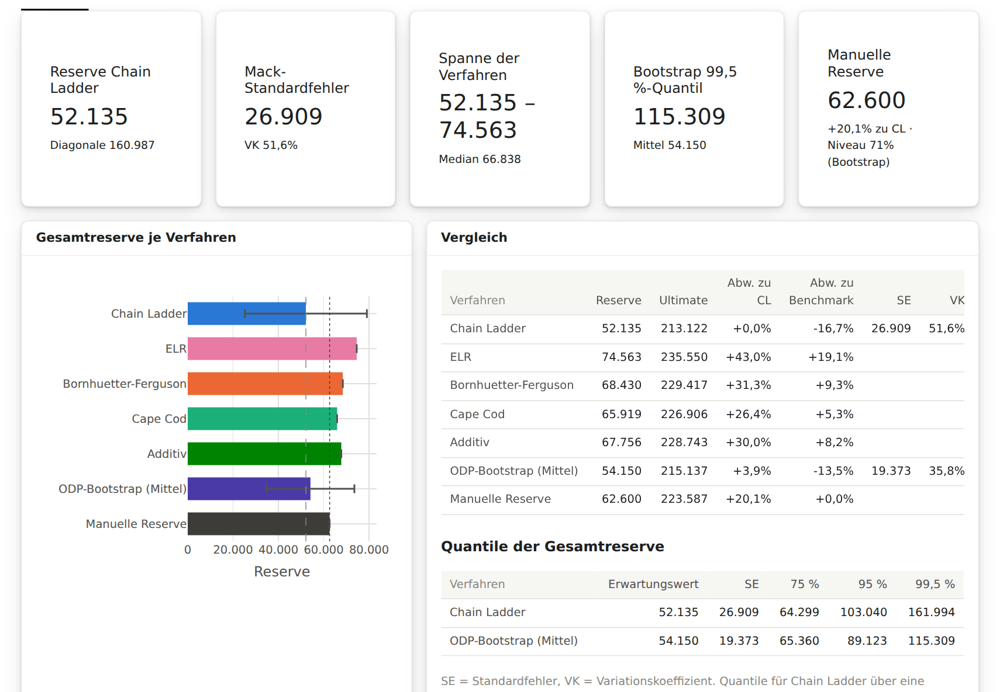 Reserve Chain
Ladder
52.135
Diagonale 160.987
Mack-
Standardfehler
26.909
VK 51,6%
Spanne der
Verfahren
52.135 –
74.563
Median 66.838
Bootstrap 99,5
%-Quantil
115.309
Mittel 54.150
Manuelle
Reserve
62.600
+20,1% zu CL ·
Niveau 71%
(Bootstrap)
Gesamtreserve je Verfahren
Chain Ladder
ELR
Bornhuetter-Ferguson
Cape Cod
Additiv
ODP-Bootstrap (Mittel)
Manuelle Reserve
0 20.000 40.000 60.000 80.000
Reserve
Vergleich
Verfahren Reserve Ultimate Abw. zu CL Abw. zu Benchmark SE VK
Chain Ladder 52.135 213.122 +0,0% -16,7% 26.909 51,6%
ELR 74.563 235.550 +43,0% +19,1%
Bornhuetter-Ferguson 68.430 229.417 +31,3% +9,3%
Cape Cod 65.919 226.906 +26,4% +5,3%
Additiv 67.756 228.743 +30,0% +8,2%
ODP-Bootstrap (Mittel) 54.150 215.137 +3,9% -13,5% 19.373 35,8%
Manuelle Reserve 62.600 223.587 +20,1% +0,0%
Quantile der Gesamtreserve
Verfahren Erwartungswert SE 75 % 95 % 99,5 %
Chain Ladder 52.135 26.909 64.299 103.040 161.994
ODP-Bootstrap (Mittel) 54.150 19.373 65.360 89.123 115.309
SE = Standardfehler, VK = Variationskoeffizient. Quantile für Chain Ladder über eine